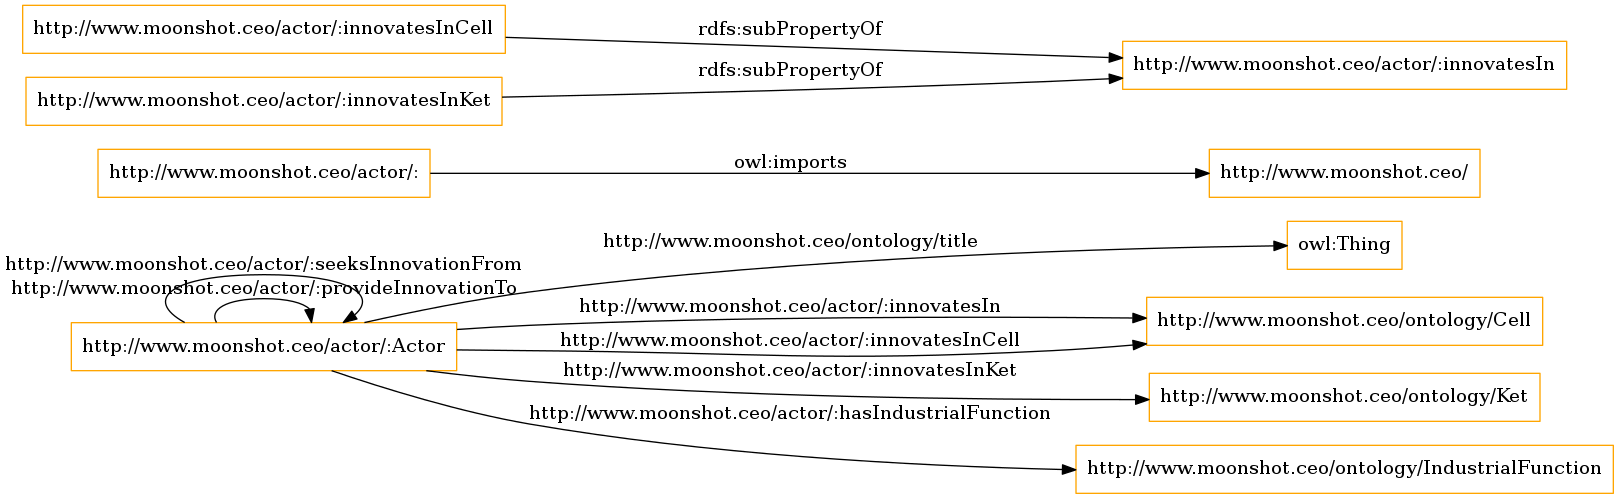 http://www.moonshot.ceo/actor/:innovatesInCell
rdfs:subPropertyOf
http://www.moonshot.ceo/actor/:innovatesIn
rdfs:subPropertyOf
http://www.moonshot.ceo/actor/:innovatesInKet
http://www.moonshot.ceo/actor/:
owl:imports
http://www.moonshot.ceo/
http://www.moonshot.ceo/ontology/title
owl:Thing
http://www.moonshot.ceo/actor/:seeksInnovationFrom
http://www.moonshot.ceo/actor/:provideInnovationTo
http://www.moonshot.ceo/actor/:innovatesIn
http://www.moonshot.ceo/ontology/Cell
http://www.moonshot.ceo/actor/:Actor
http://www.moonshot.ceo/actor/:innovatesInCell
http://www.moonshot.ceo/actor/:innovatesInKet
http://www.moonshot.ceo/ontology/Ket
http://www.moonshot.ceo/actor/:hasIndustrialFunction
http://www.moonshot.ceo/ontology/IndustrialFunction